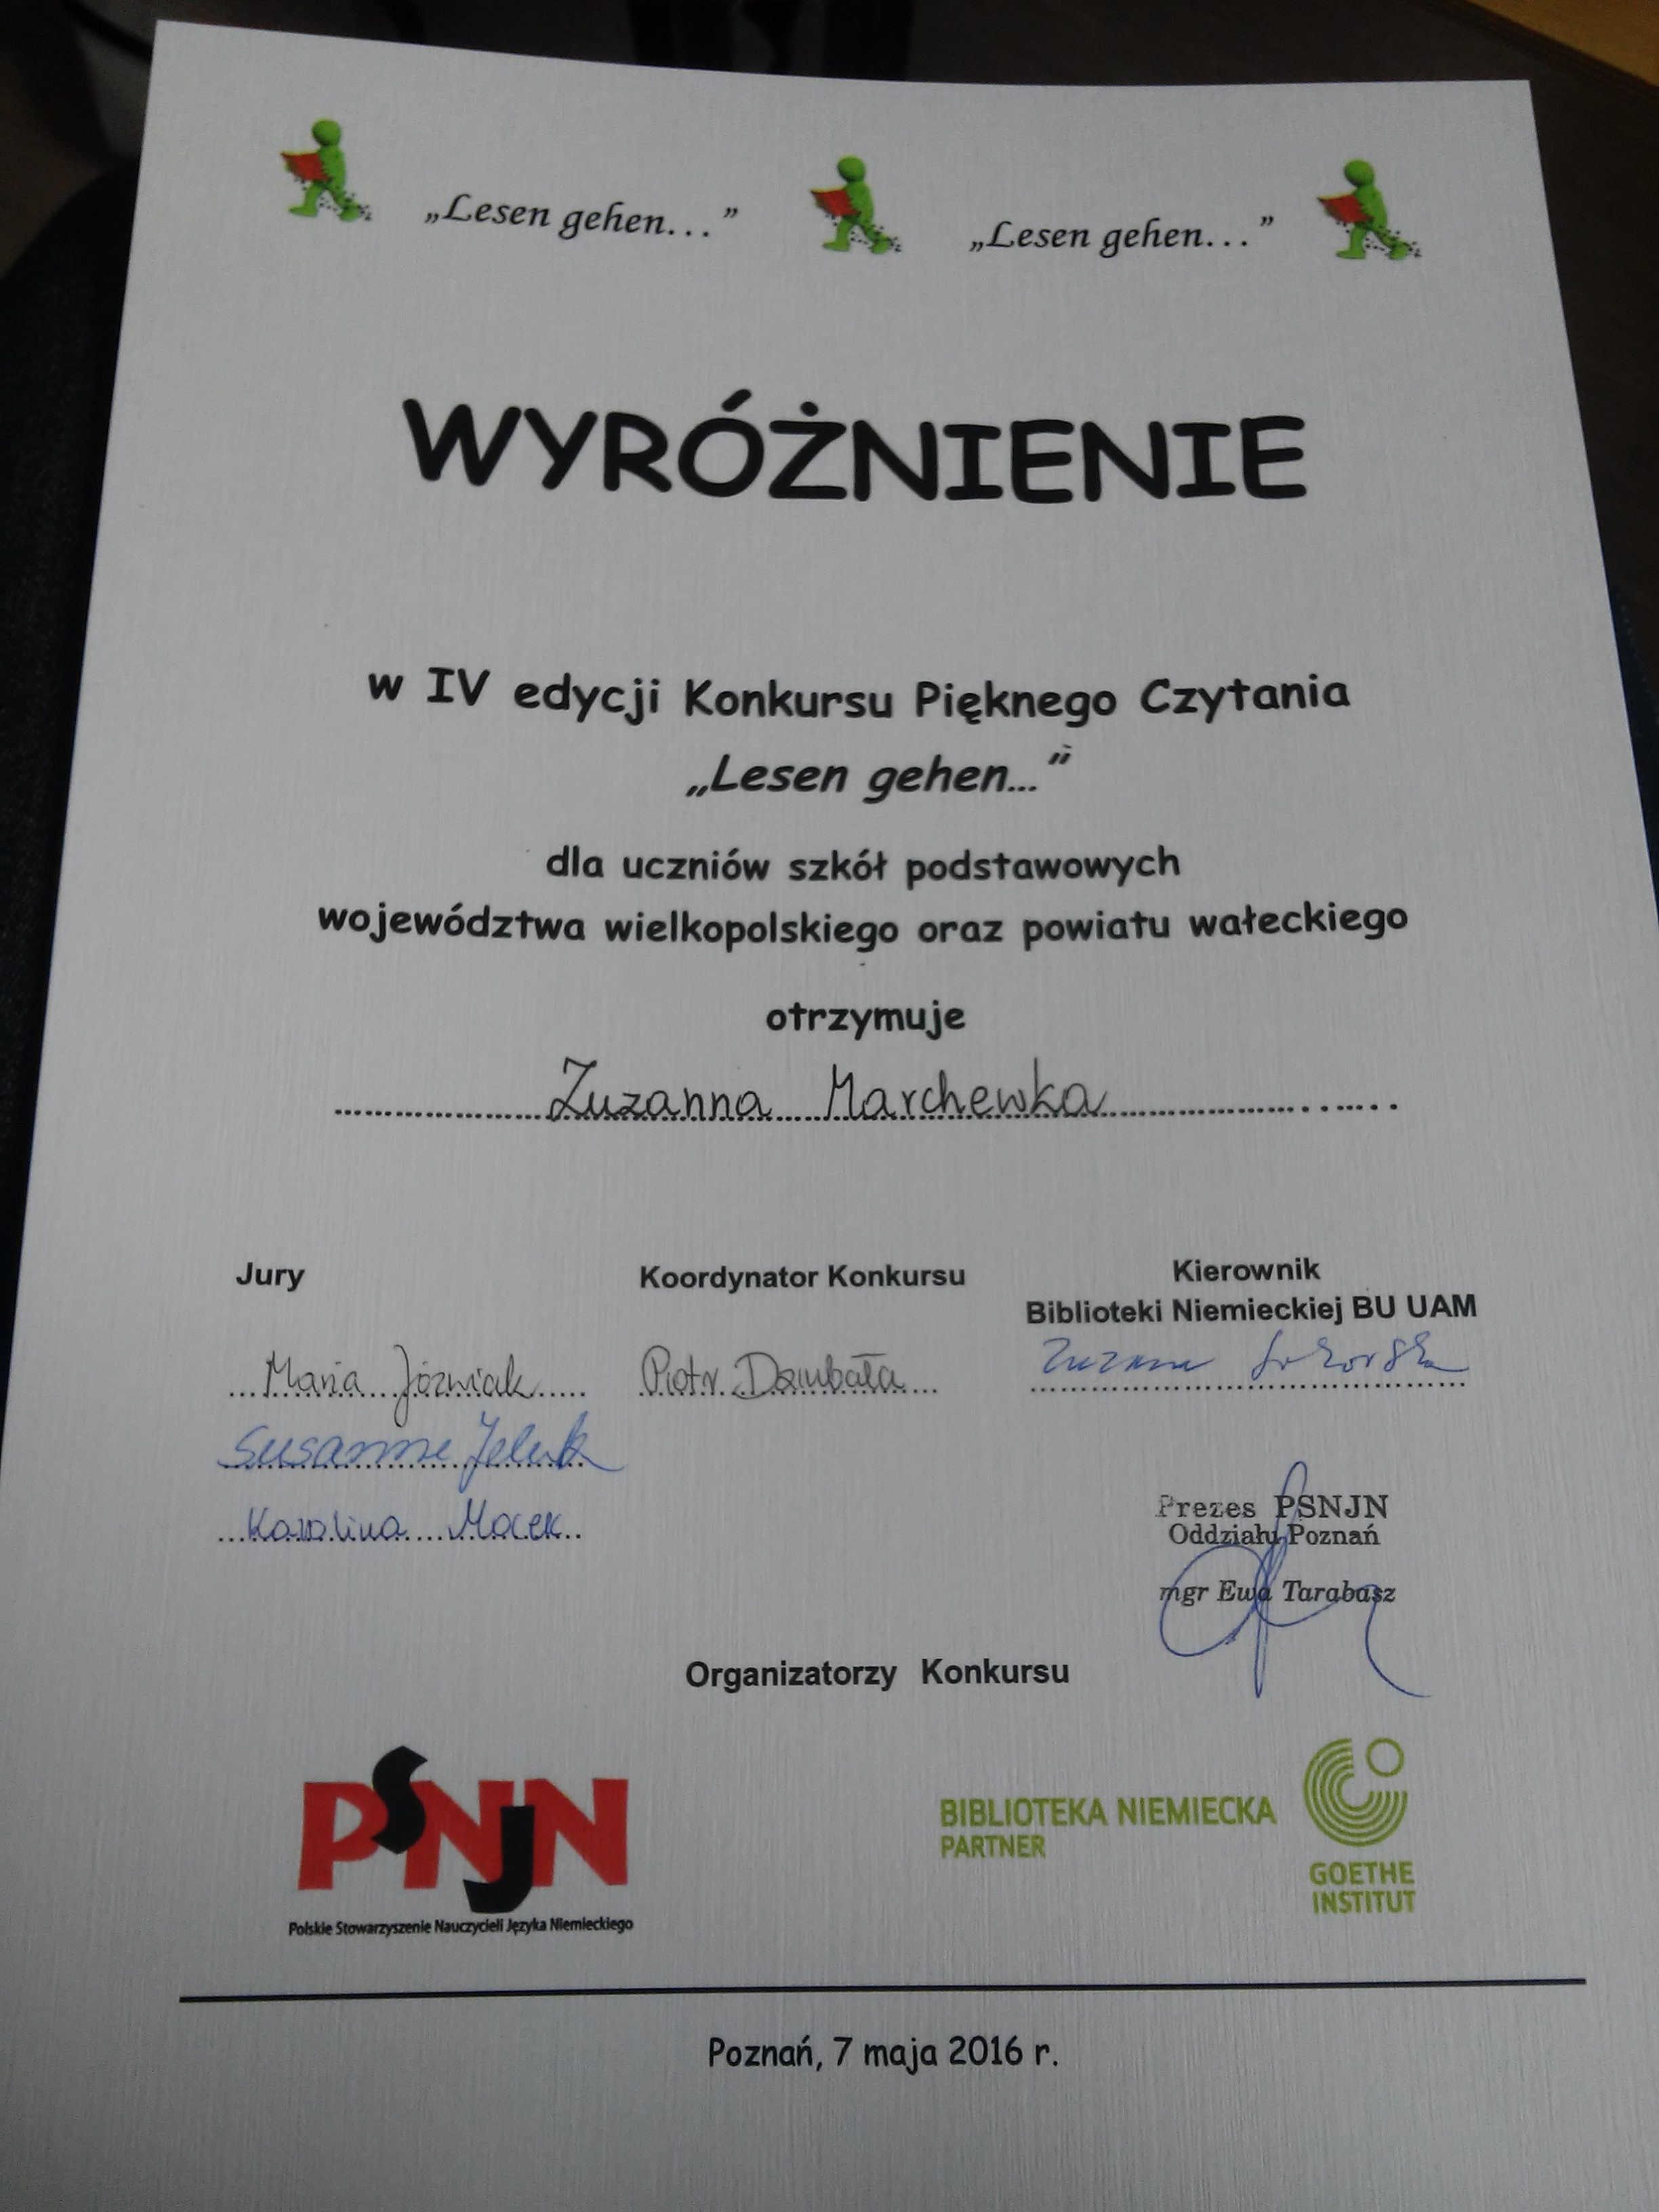 „Lesen gehen...” „Lesen gehen...”
WYRÓŻNIENIE
w IV edycji Konkursu Pięknego Czytania
„Lesen gehen...”
dla uczniów szkół podstawowych
województwa wielkopolskiego oraz powiatu wałeckiego
otrzymuje
Zuzanna Marchewka
Jury
Koordynator Konkursu
Kierownik
Biblioteki Niemieckiej BU UAM
Maria Jóźwiak
Piotr Dziubała
Susanne
Karolina Macek
Prezes PSNJN
Oddziału Poznań
mgr Ewa Tarabasz
Organizatorzy Konkursu
PSNJN
Polskie Stowarzyszenie Nauczycieli Języka Niemieckiego
BIBLIOTEKA NIEMIECKA
PARTNER
GOETHE
INSTITUT
Poznań, 7 maja 2016 r.